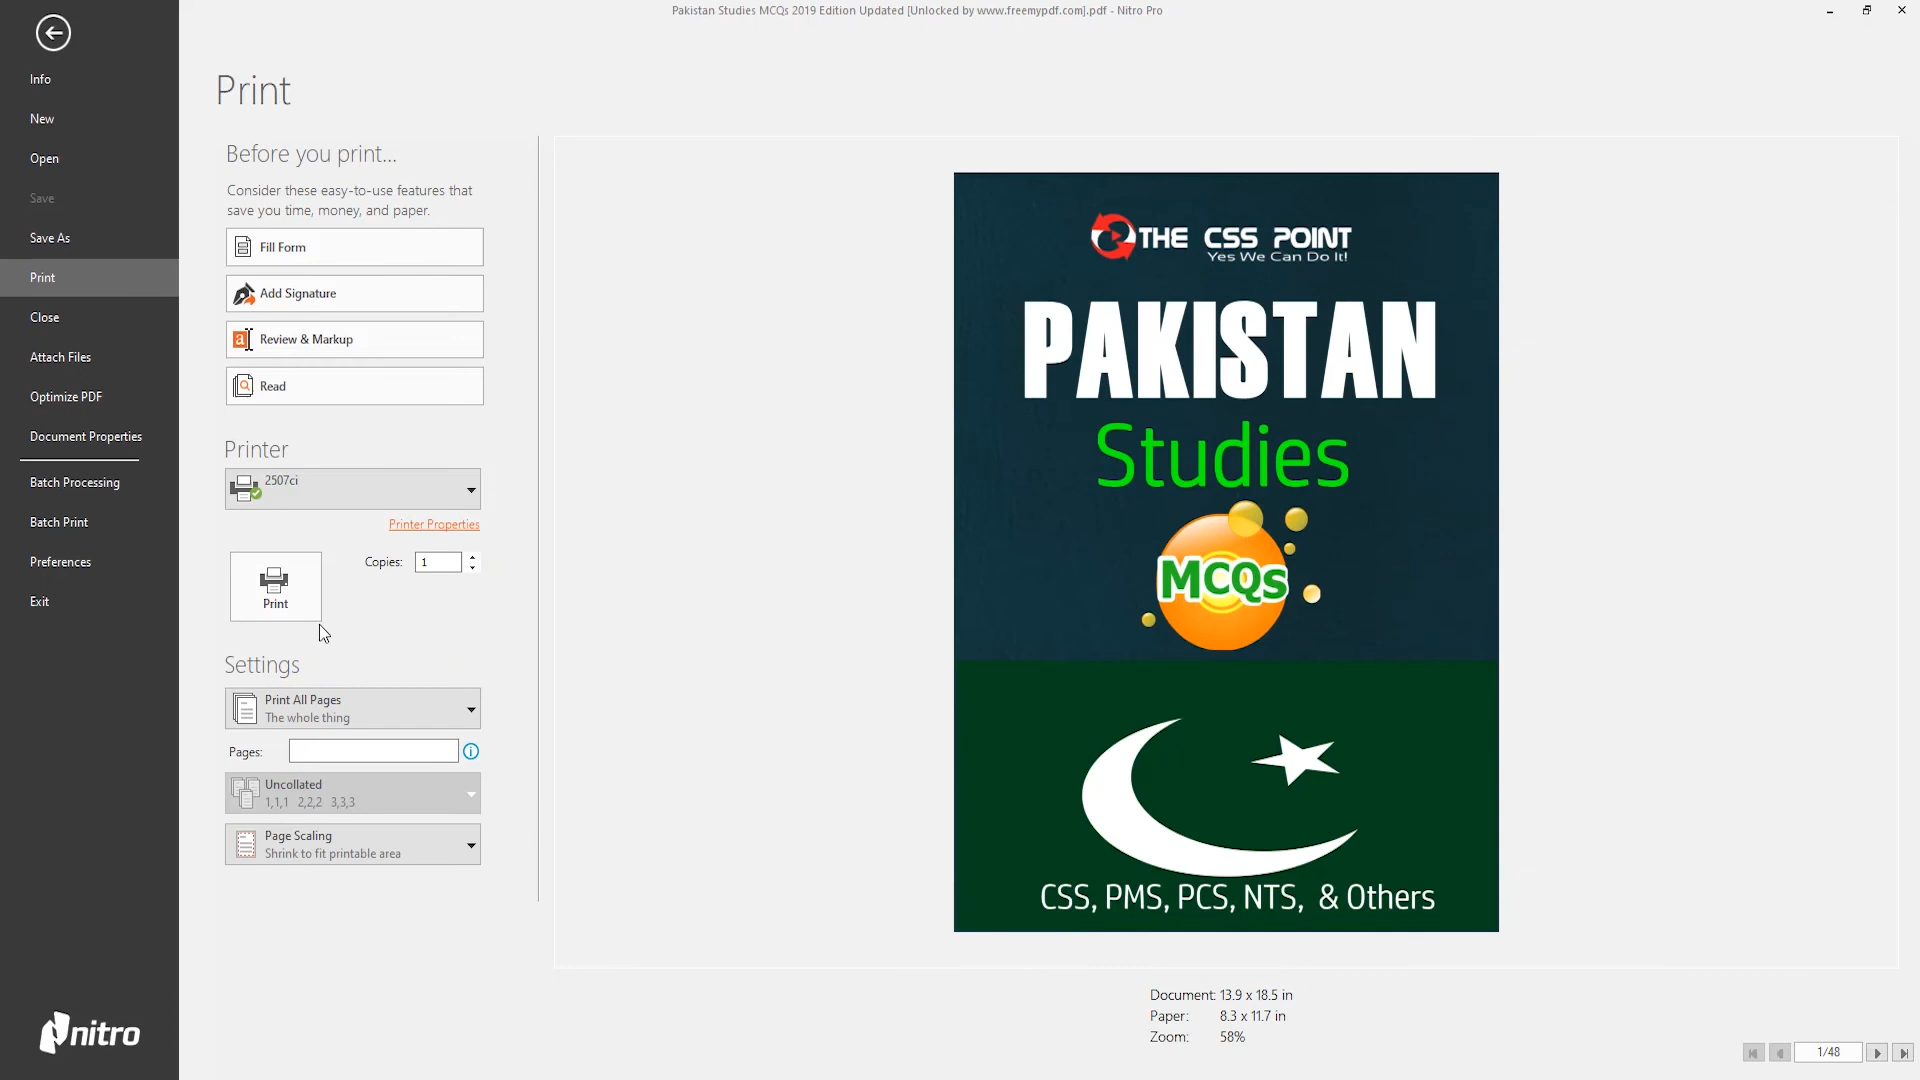 Pakistan Studies MCQs 2019 Edition Updated [Unlocked by www.freemypdf.com].pdf - Nitro Pro
Info
New
Open
Save
Save As
Print
Close
Attach Files
Optimize PDF
Document Properties
Batch Processing
Batch Print
Preferences
Exit
nitro
Print
Before you print...
Consider these easy-to-use features that
save you time, money, and paper.
Fill Form
Add Signature
Review & Markup
Read
Printer
2507ci
Printer Properties
Print
Copies: 1
Settings
Print All Pages
The whole thing
Pages:
Uncollated
1,1,1 2,2,2 3,3,3
Page Scaling
Shrink to fit printable area
THE CSS POINT
Yes We Can Do It!
PAKISTAN
Studies
MCQs
CSS, PMS, PCS, NTS, & Others
Document: 13.9 x 18.5 in
Paper: 8.3 x 11.7 in
Zoom: 58%
1/48